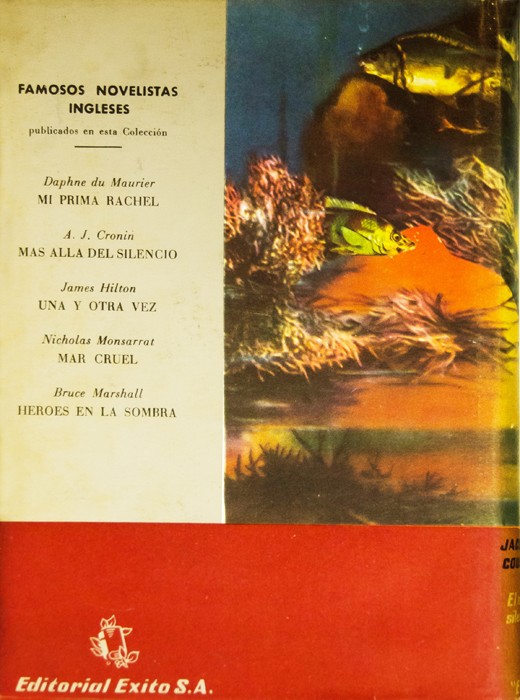 FAMOSOS NOVELISTAS
INGLESES
publicados en esta Colección
Daphne du Maurier
MI PRIMA RACHEL
A. J. Cronin
MAS ALLA DEL SILENCIO
James Hilton
UNA Y OTRA VEZ
Nicholas Monsarrat
MAR CRUEL
Bruce Marshall
HEROES EN LA SOMBRA
Editorial Exito S.A.